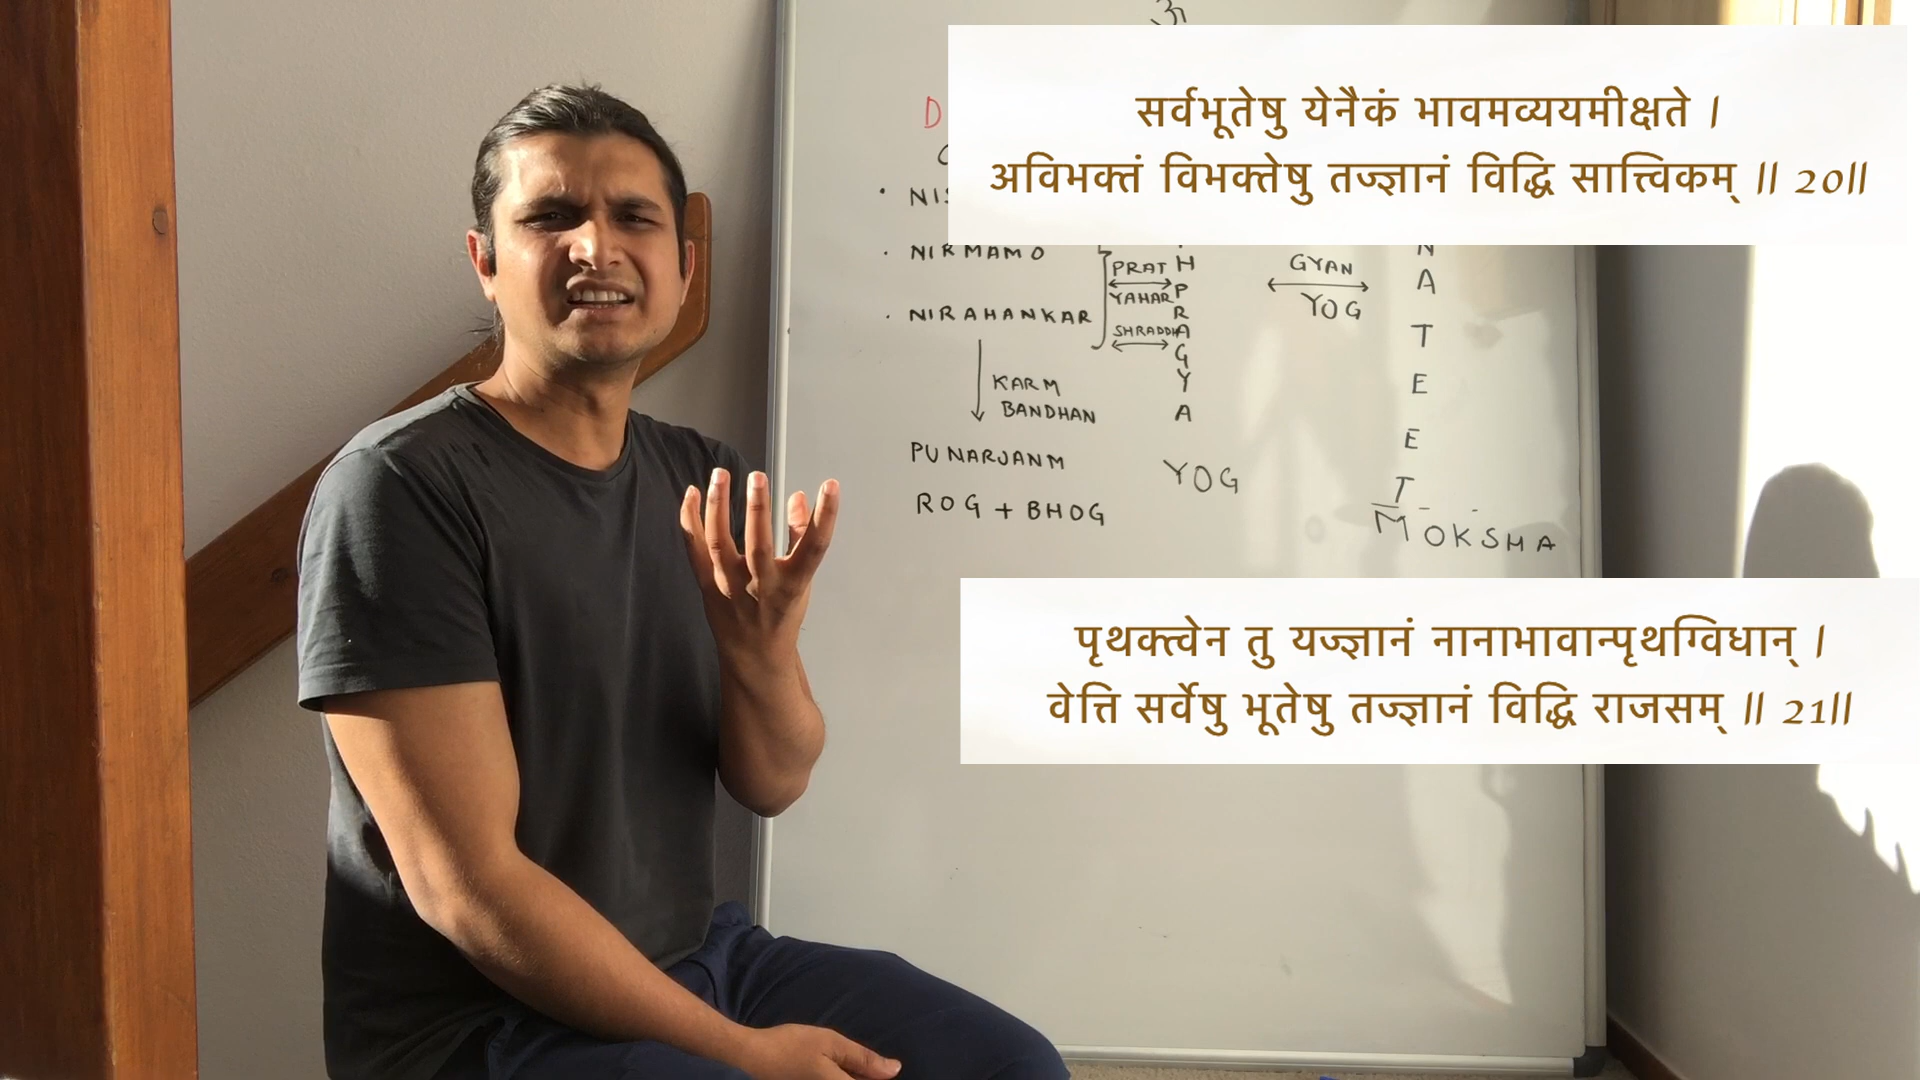 ॐ
सर्वभूतेषु येनैकं भावमव्ययमीक्षते ।
अविभक्तं विभक्तेषु तज्ज्ञानं विद्धि सात्त्विकम् ॥ 20॥
D
NIS
NIRMAMO
NIRAHANKAR
KARM
BANDHAN
PUNARJANM
ROG + BHOG
PRAT
YAHAR
SHRADDHA
H
P
R
A
G
Y
A
YOG
GYAN
YOG
N
A
T
E
E
T
MOKSHA
पृथक्त्वेन तु यज्ज्ञानं नानाभावान्पृथग्विधान् ।
वेत्ति सर्वेषु भूतेषु तज्ज्ञानं विद्धि राजसम् ॥ 21॥